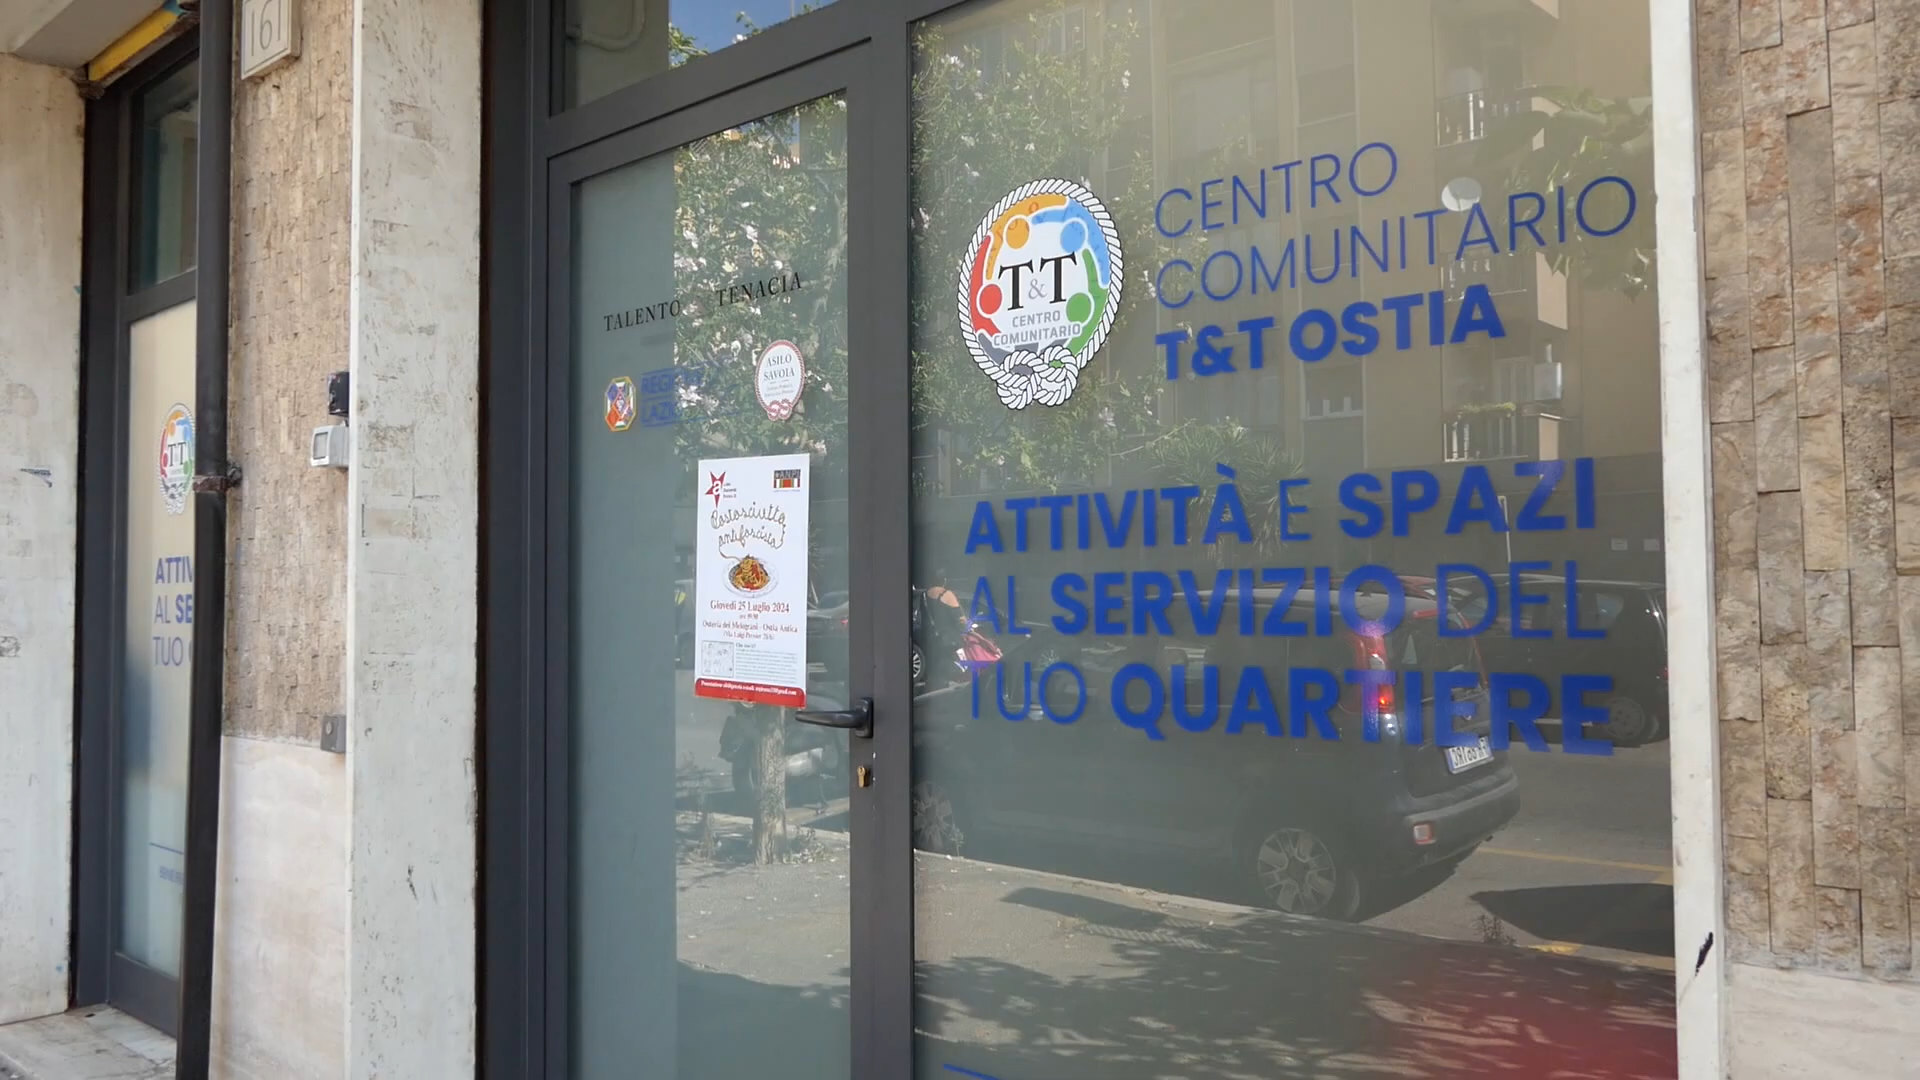 161
TALENTO & TENACIA
REGIONE
LAZIO
ASILO
SAVOIA
Pastasciutta
antifascista
Giovedì 25 Luglio 2024
Osteria dei Melograni - Ostia Antica
T&T
CENTRO
COMUNITARIO
CENTRO
COMUNITARIO
T&T OSTIA
ATTIVITÀ E SPAZI
AL SERVIZIO DEL
TUO QUARTIERE
T&T
ATTIV
AL SE
TUO